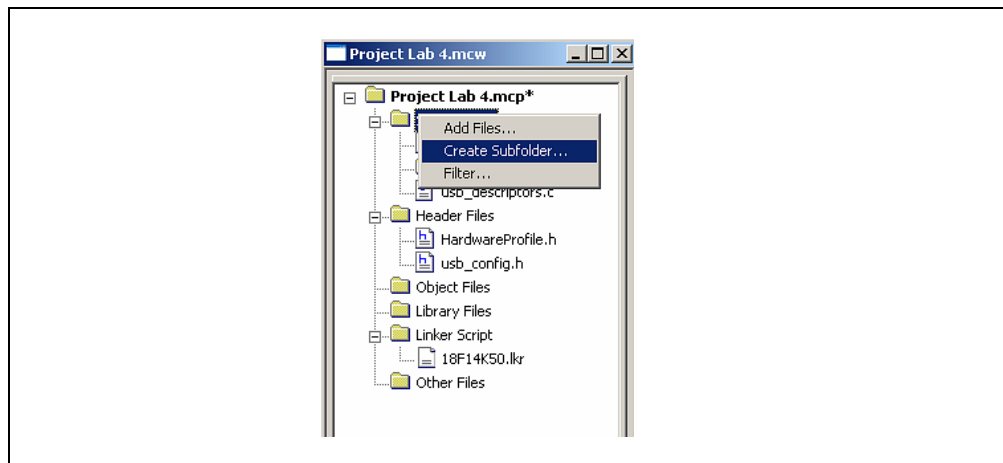 Project Lab 4.mcw
Project Lab 4.mcp*
Add Files...
Create Subfolder...
Filter...
usb_descriptors.c
Header Files
HardwareProfile.h
usb_config.h
Object Files
Library Files
Linker Script
18F14K50.lkr
Other Files